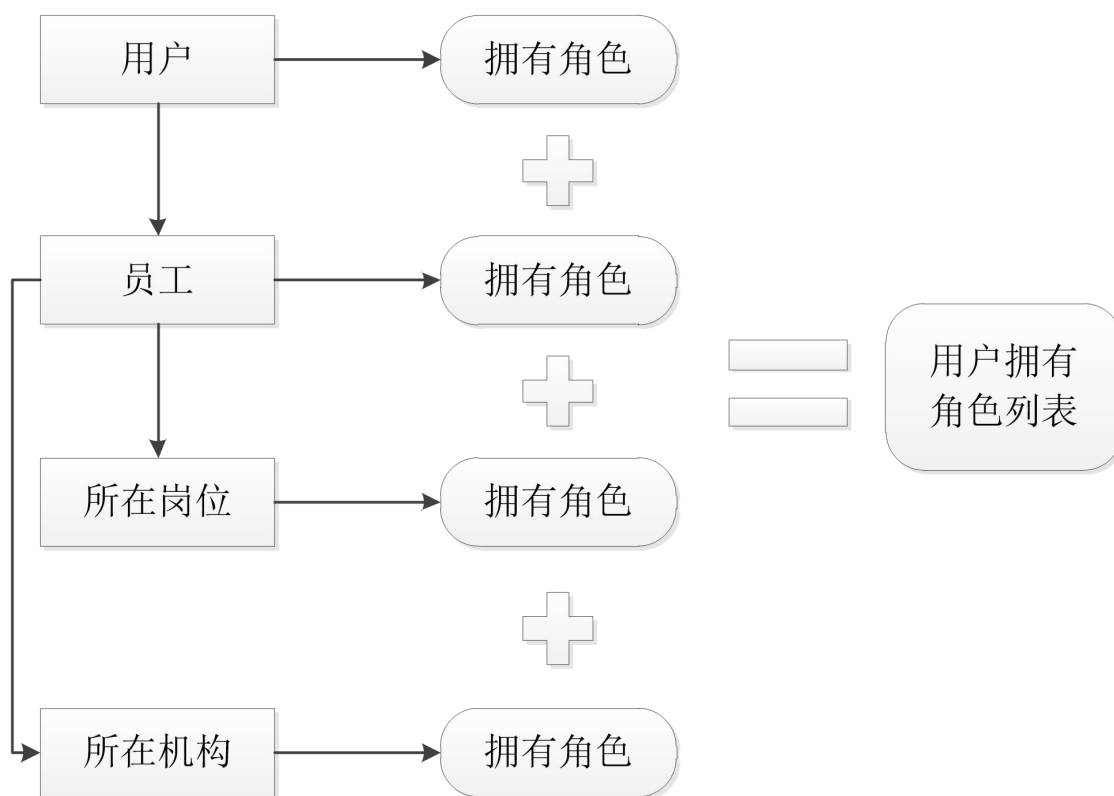 用户
拥有角色
员工
拥有角色
用户拥有
角色列表
所在岗位
拥有角色
所在机构
拥有角色